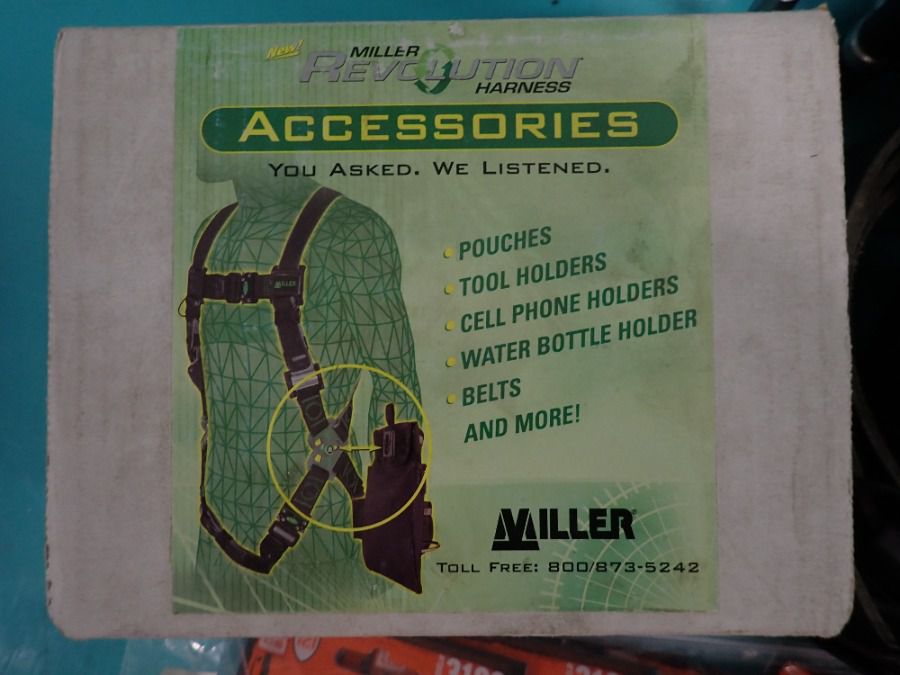 New!
MILLER
REVOLUTION
HARNESS
ACCESSORIES
YOU ASKED. WE LISTENED.
MILLER
• POUCHES
• TOOL HOLDERS
• CELL PHONE HOLDERS
• WATER BOTTLE HOLDER
• BELTS
AND MORE!
MILLER®
TOLL FREE: 800/873-5242